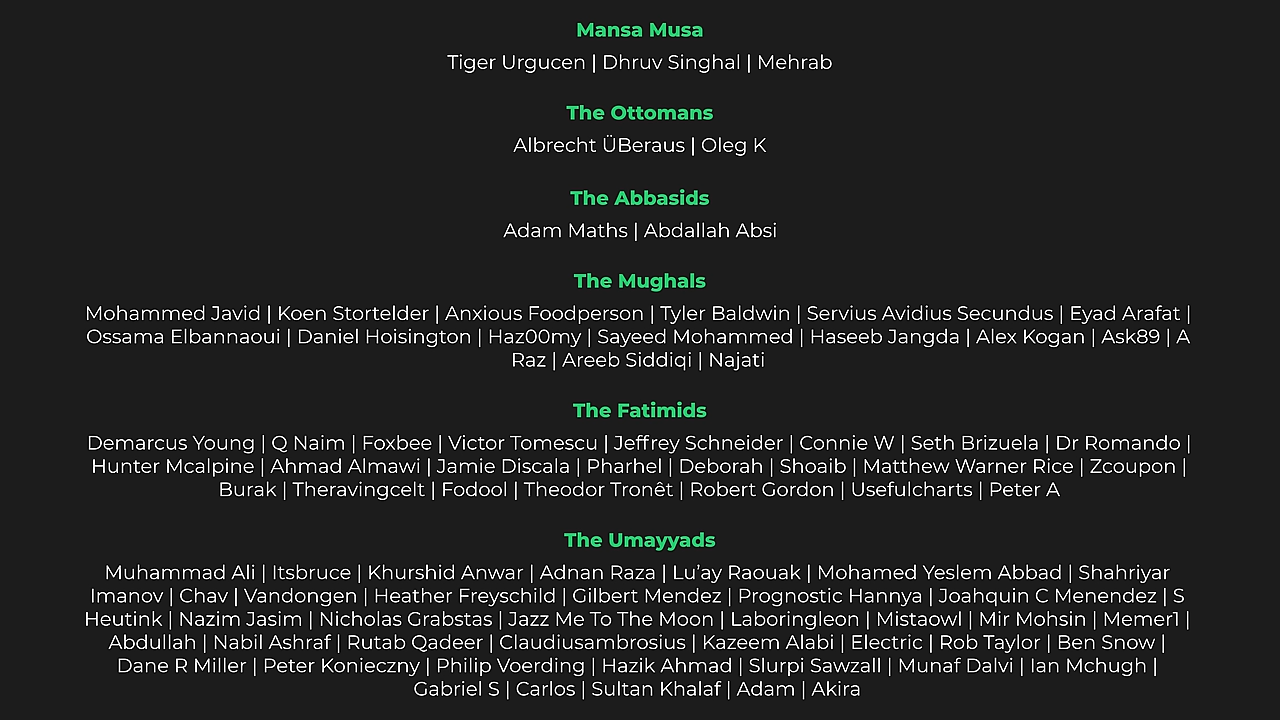 Mansa Musa
Tiger Urgucen | Dhruv Singhal | Mehrab
The Ottomans
Albrecht ÜBeraus | Oleg K
The Abbasids
Adam Maths | Abdallah Absi
The Mughals
Mohammed Javid | Koen Stortelder | Anxious Foodperson | Tyler Baldwin | Servius Avidius Secundus | Eyad Arafat |
Ossama Elbannaoui | Daniel Hoisington | Haz00my | Sayeed Mohammed | Haseeb Jangda | Alex Kogan | Ask89 | A
Raz | Areeb Siddiqi | Najati
The Fatimids
Demarcus Young | Q Naim | Foxbee | Victor Tomescu | Jeffrey Schneider | Connie W | Seth Brizuela | Dr Romando |
Hunter Mcalpine | Ahmad Almawi | Jamie Discala | Pharhel | Deborah | Shoaib | Matthew Warner Rice | Zcoupon |
Burak | Theravingcelt | Fodool | Theodor Tronêt | Robert Gordon | Usefulcharts | Peter A
The Umayyads
Muhammad Ali | Itsbruce | Khurshid Anwar | Adnan Raza | Lu’ay Raouak | Mohamed Yeslem Abbad | Shahriyar
Imanov | Chav | Vandongen | Heather Freyschild | Gilbert Mendez | Prognostic Hannya | Joahquin C Menendez | S
Heutink | Nazim Jasim | Nicholas Grabstas | Jazz Me To The Moon | Laboringleon | Mistaowl | Mir Mohsin | Memer1 |
Abdullah | Nabil Ashraf | Rutab Qadeer | Claudiusambrosius | Kazeem Alabi | Electric | Rob Taylor | Ben Snow |
Dane R Miller | Peter Konieczny | Philip Voerding | Hazik Ahmad | Slurpi Sawzall | Munaf Dalvi | Ian Mchugh |
Gabriel S | Carlos | Sultan Khalaf | Adam | Akira